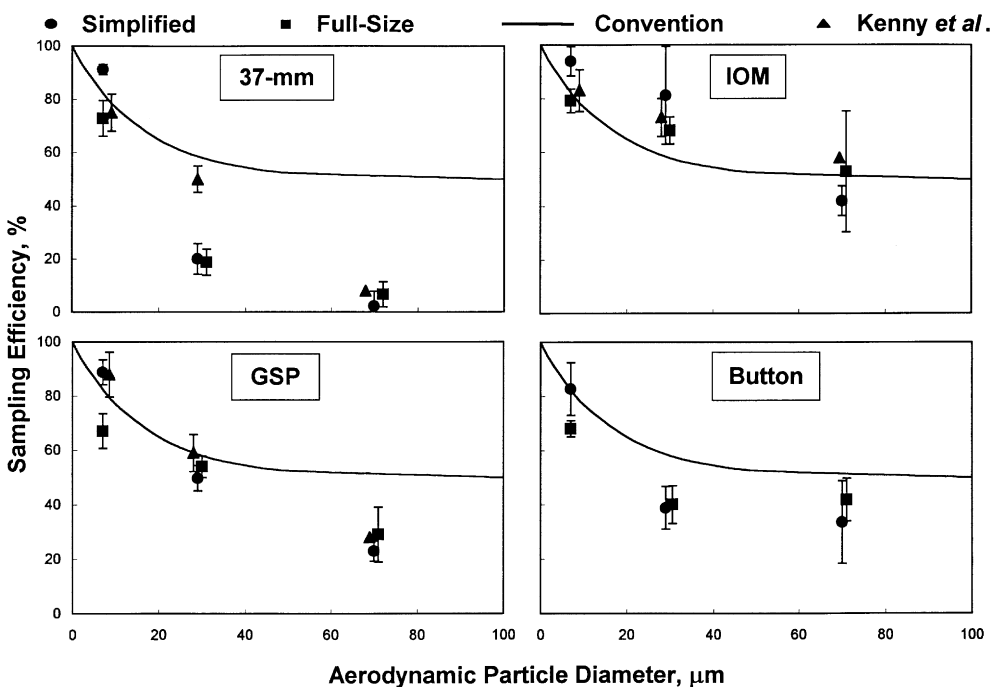 Simplified Full-Size Convention Kenny et al.
37-mm
IOM
GSP
Button
100
80
60
40
20
0
100
80
60
40
20
0
0 20 40 60 80 100
0 20 40 60 80 100
Sampling Efficiency, %
Aerodynamic Particle Diameter, μm